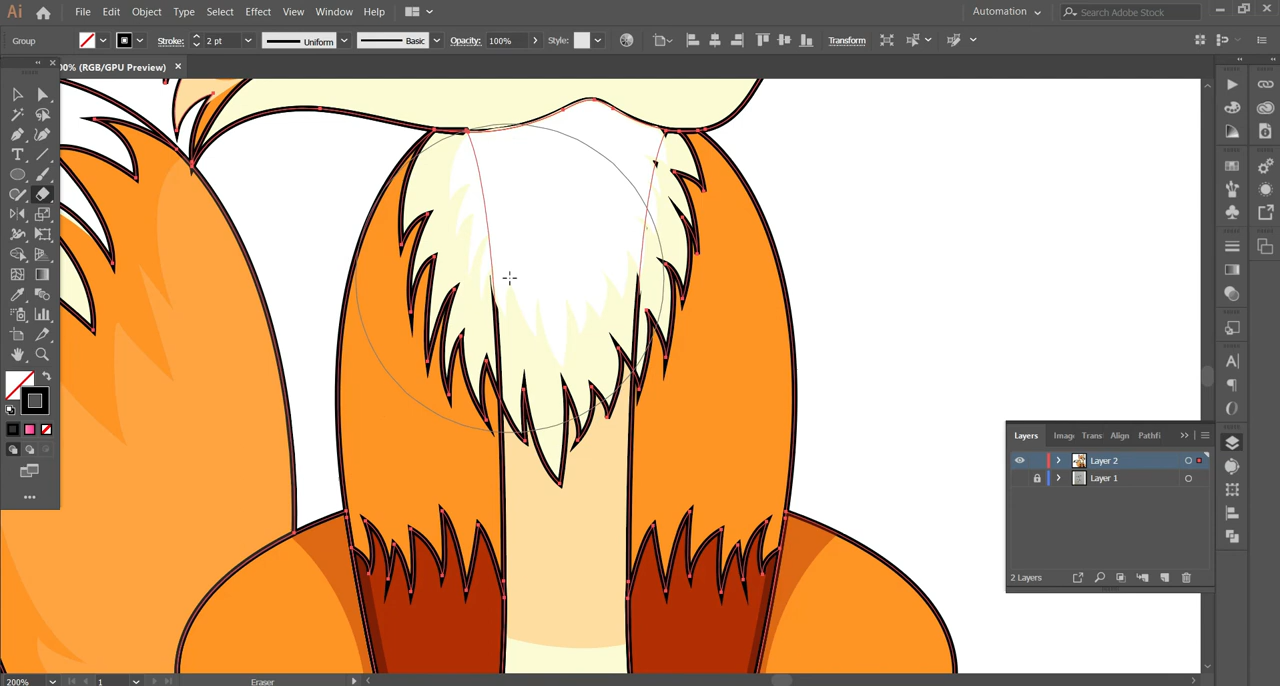 Ai File Edit Object Type Select Effect View Window Help Automation Search Adobe Stock
Group Stroke: 2 pt Uniform Basic Opacity: 100% Style: Transform
00% (RGB/GPU Preview) ×
T
A
Layers Imag Trans Align Pathfi
Layer 2
Layer 1
2 Layers
200% 1 Eraser